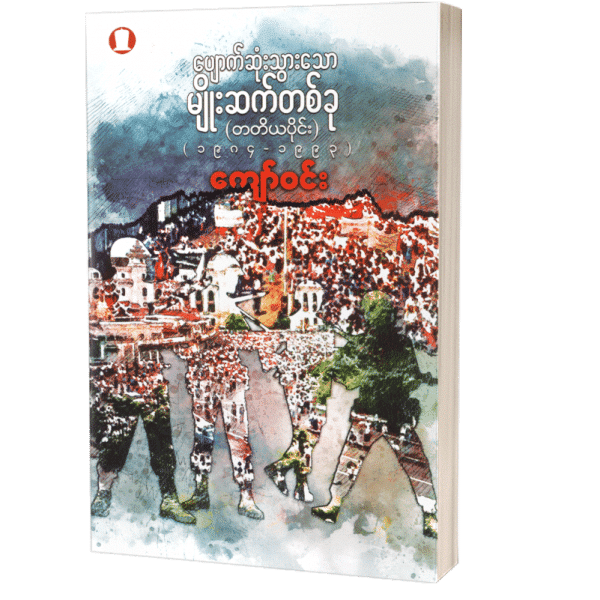 ပျောက်ဆုံးသွားသော
မျိုးဆက်တစ်ခု
(တတိယပိုင်း)
(၁၉၈၄-၁၉၉၃)
ကျော်ဝင်း